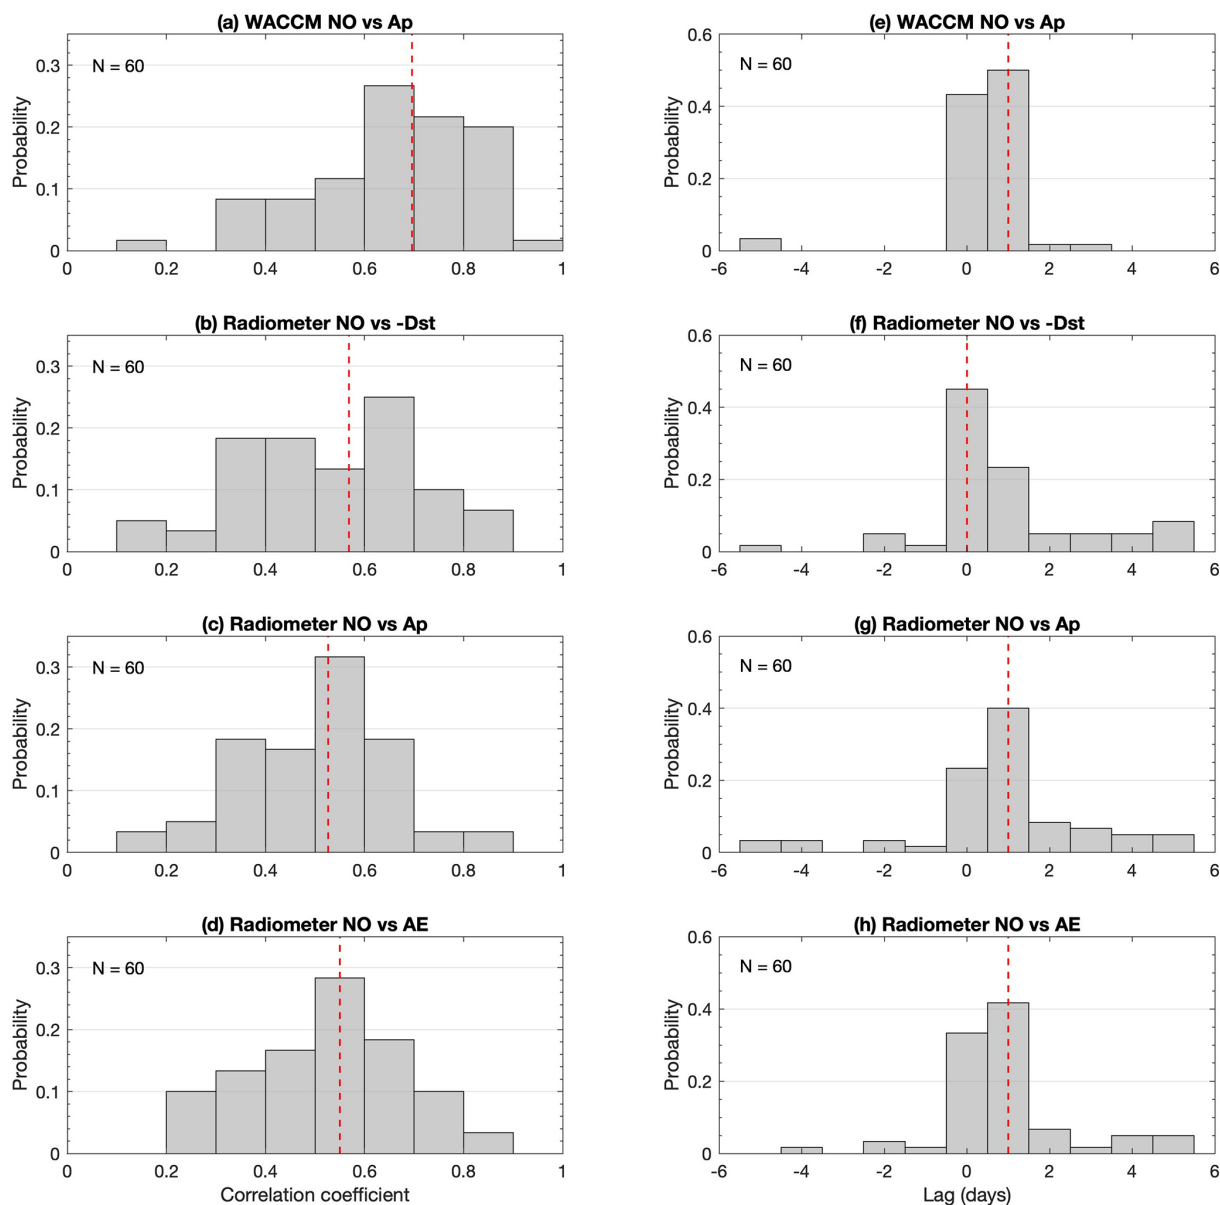 (a) WACCM NO vs Ap
N = 60
Probability
0.3
0.2
0.1
0
0 0.2 0.4 0.6 0.8 1
(e) WACCM NO vs Ap
N = 60
Probability
0.6
0.4
0.2
0
-6 -4 -2 0 2 4 6
(b) Radiometer NO vs -Dst
N = 60
Probability
0.3
0.2
0.1
0
0 0.2 0.4 0.6 0.8 1
(f) Radiometer NO vs -Dst
N = 60
Probability
0.6
0.4
0.2
0
-6 -4 -2 0 2 4 6
(c) Radiometer NO vs Ap
N = 60
Probability
0.3
0.2
0.1
0
0 0.2 0.4 0.6 0.8 1
(g) Radiometer NO vs Ap
N = 60
Probability
0.6
0.4
0.2
0
-6 -4 -2 0 2 4 6
(d) Radiometer NO vs AE
N = 60
Probability
0.3
0.2
0.1
0
0 0.2 0.4 0.6 0.8 1
Correlation coefficient
(h) Radiometer NO vs AE
N = 60
Probability
0.6
0.4
0.2
0
-6 -4 -2 0 2 4 6
Lag (days)